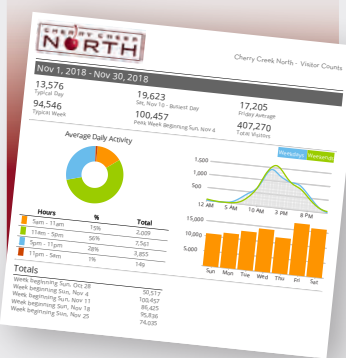 CHERRY CREEK
NORTH
Cherry Creek North - Visitor Counts
Nov 1, 2018 - Nov 30, 2018
13,576
Typical Day
19,623
Sat, Nov 10 - Busiest Day
17,205
Friday Average
94,546
Typical Week
100,457
Peak Week Beginning Sun, Nov 4
407,270
Total Visitors
Average Daily Activity
Weekdays Weekends
1,500
1,000
500
12 AM 5 AM 10 AM 3 PM 8 PM
Hours % Total
5am - 11am 15% 2,009
11am - 5pm 56% 7,561
5pm - 11pm 28% 3,855
11pm - 5am 1% 149
15,000
10,000
5,000
Sun Mon Tue Wed Thu Fri Sat
Totals
Week beginning Sun, Oct 28 50,517
Week beginning Sun, Nov 4 100,457
Week beginning Sun, Nov 11 86,425
Week beginning Sun, Nov 18 95,836
Week beginning Sun, Nov 25 74,035